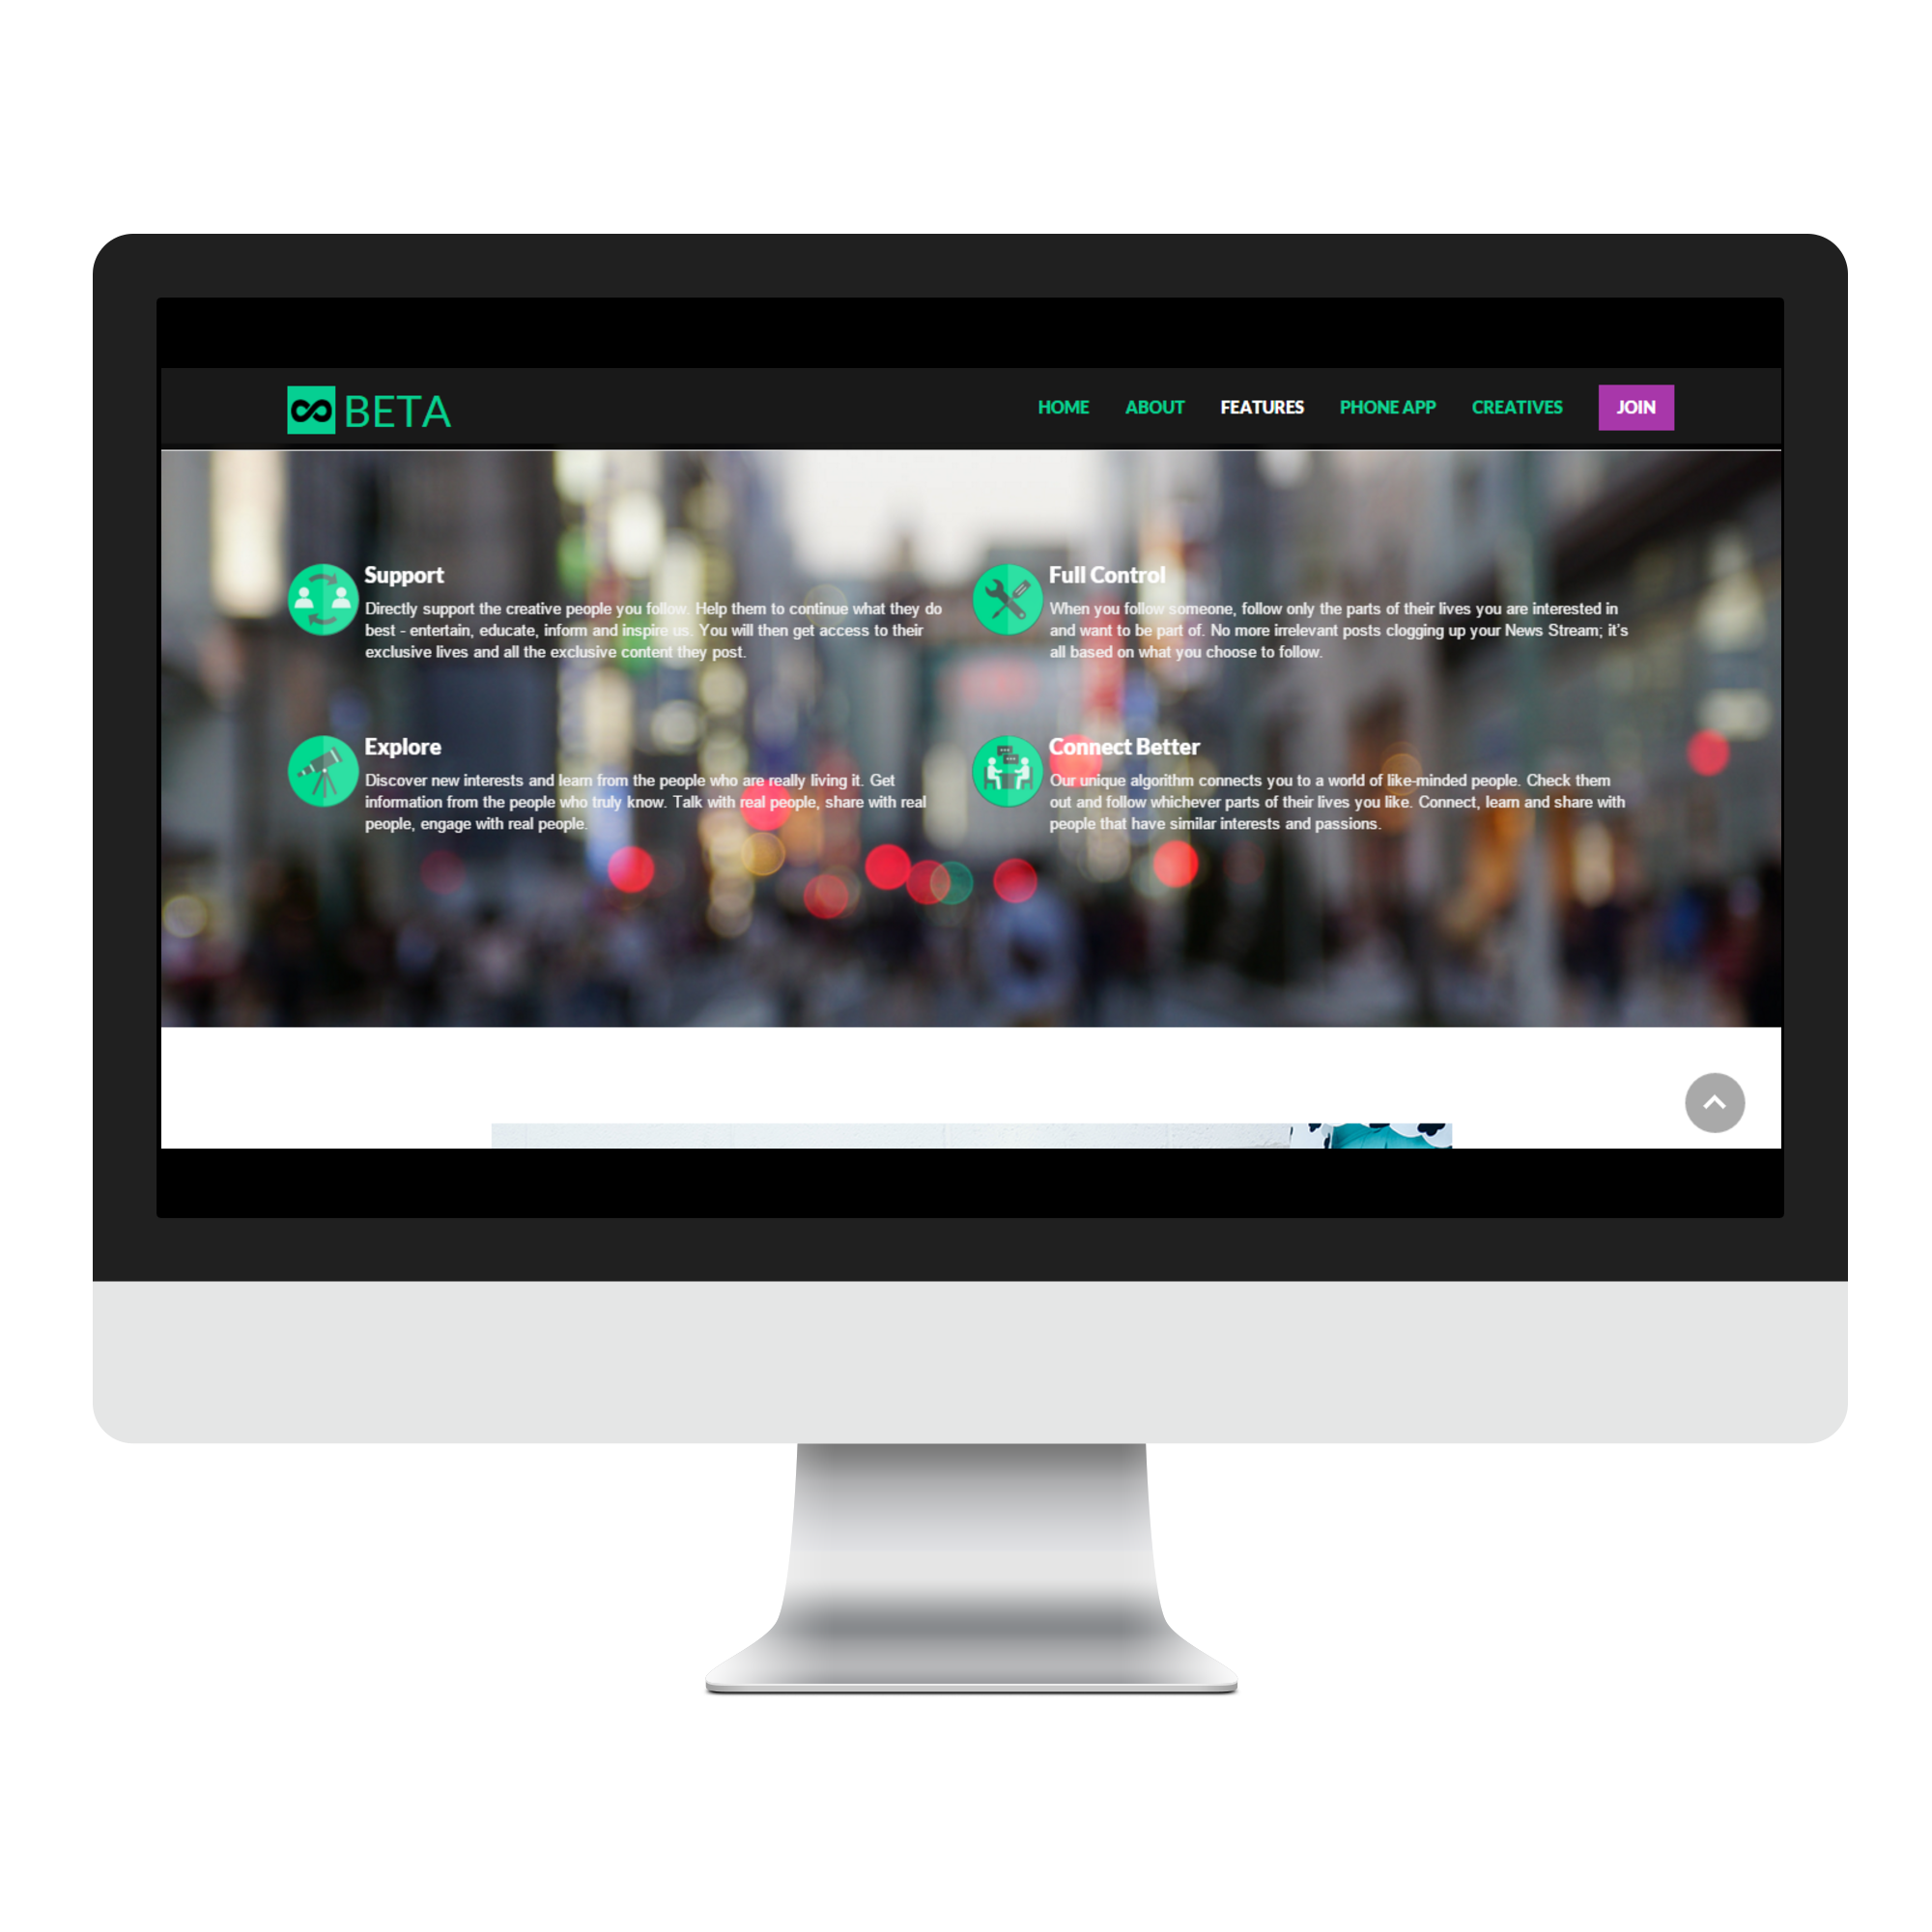 BETA
HOME ABOUT FEATURES PHONE APP CREATIVES JOIN
Support
Directly support the creative people you follow. Help them to continue what they do
best - entertain, educate, inform and inspire us. You will then get access to their
exclusive lives and all the exclusive content they post.
Full Control
When you follow someone, follow only the parts of their lives you are interested in
and want to be part of. No more irrelevant posts clogging up your News Stream; it's
all based on what you choose to follow.
Explore
Discover new interests and learn from the people who are really living it. Get
information from the people who truly know. Talk with real people, share with real
people, engage with real people.
Connect Better
Our unique algorithm connects you to a world of like-minded people. Check them
out and follow whichever parts of their lives you like. Connect, learn and share with
people that have similar interests and passions.